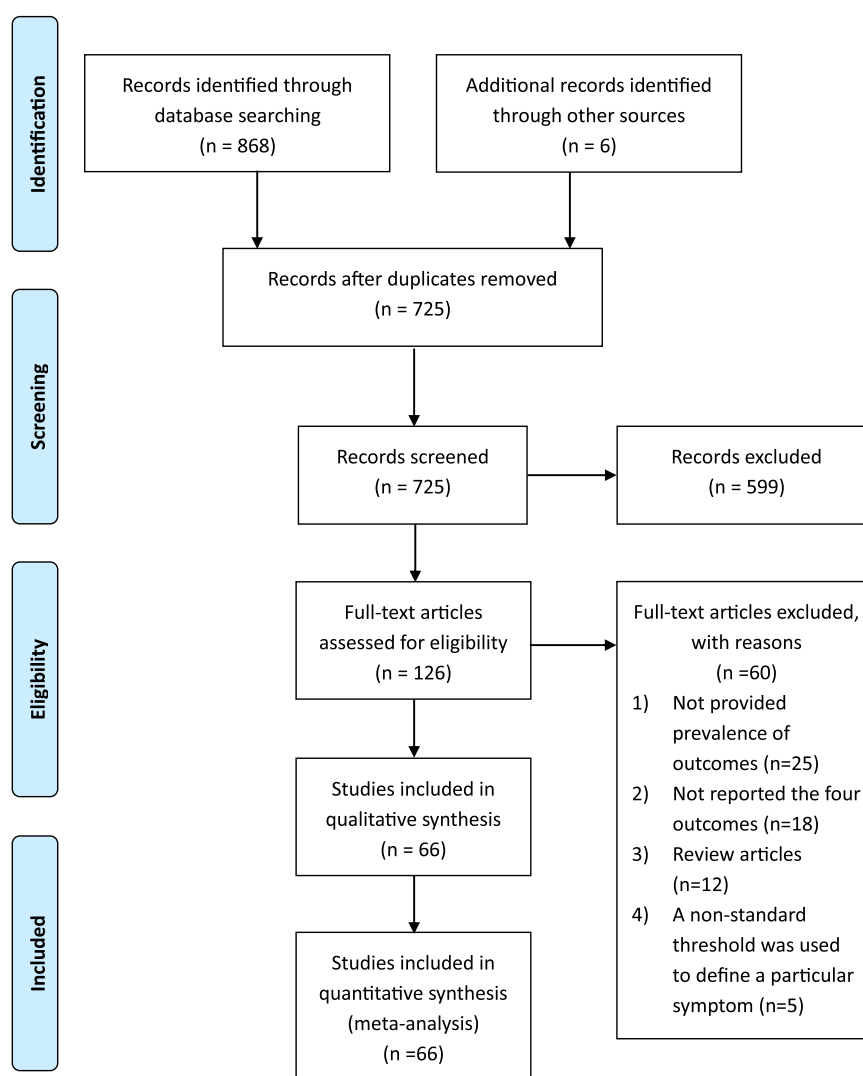 Identification
Records identified through
database searching
(n = 868)
Additional records identified
through other sources
(n = 6)
Records after duplicates removed
(n = 725)
Screening
Records screened
(n = 725)
Records excluded
(n = 599)
Eligibility
Full-text articles
assessed for eligibility
(n = 126)
Full-text articles excluded,
with reasons
(n =60)
1) Not provided
prevalence of
outcomes (n=25)
2) Not reported the four
outcomes (n=18)
3) Review articles
(n=12)
4) A non-standard
threshold was used
to define a particular
symptom (n=5)
Studies included in
qualitative synthesis
(n = 66)
Included
Studies included in
quantitative synthesis
(meta-analysis)
(n =66)